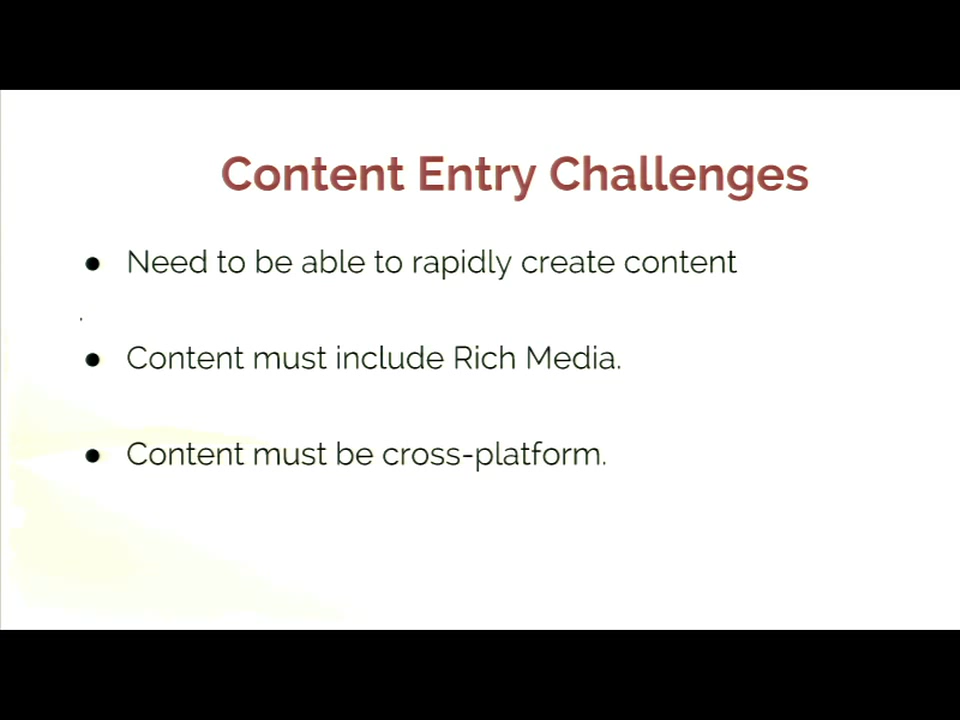 Content Entry Challenges
● Need to be able to rapidly create content
● Content must include Rich Media.
● Content must be cross-platform.